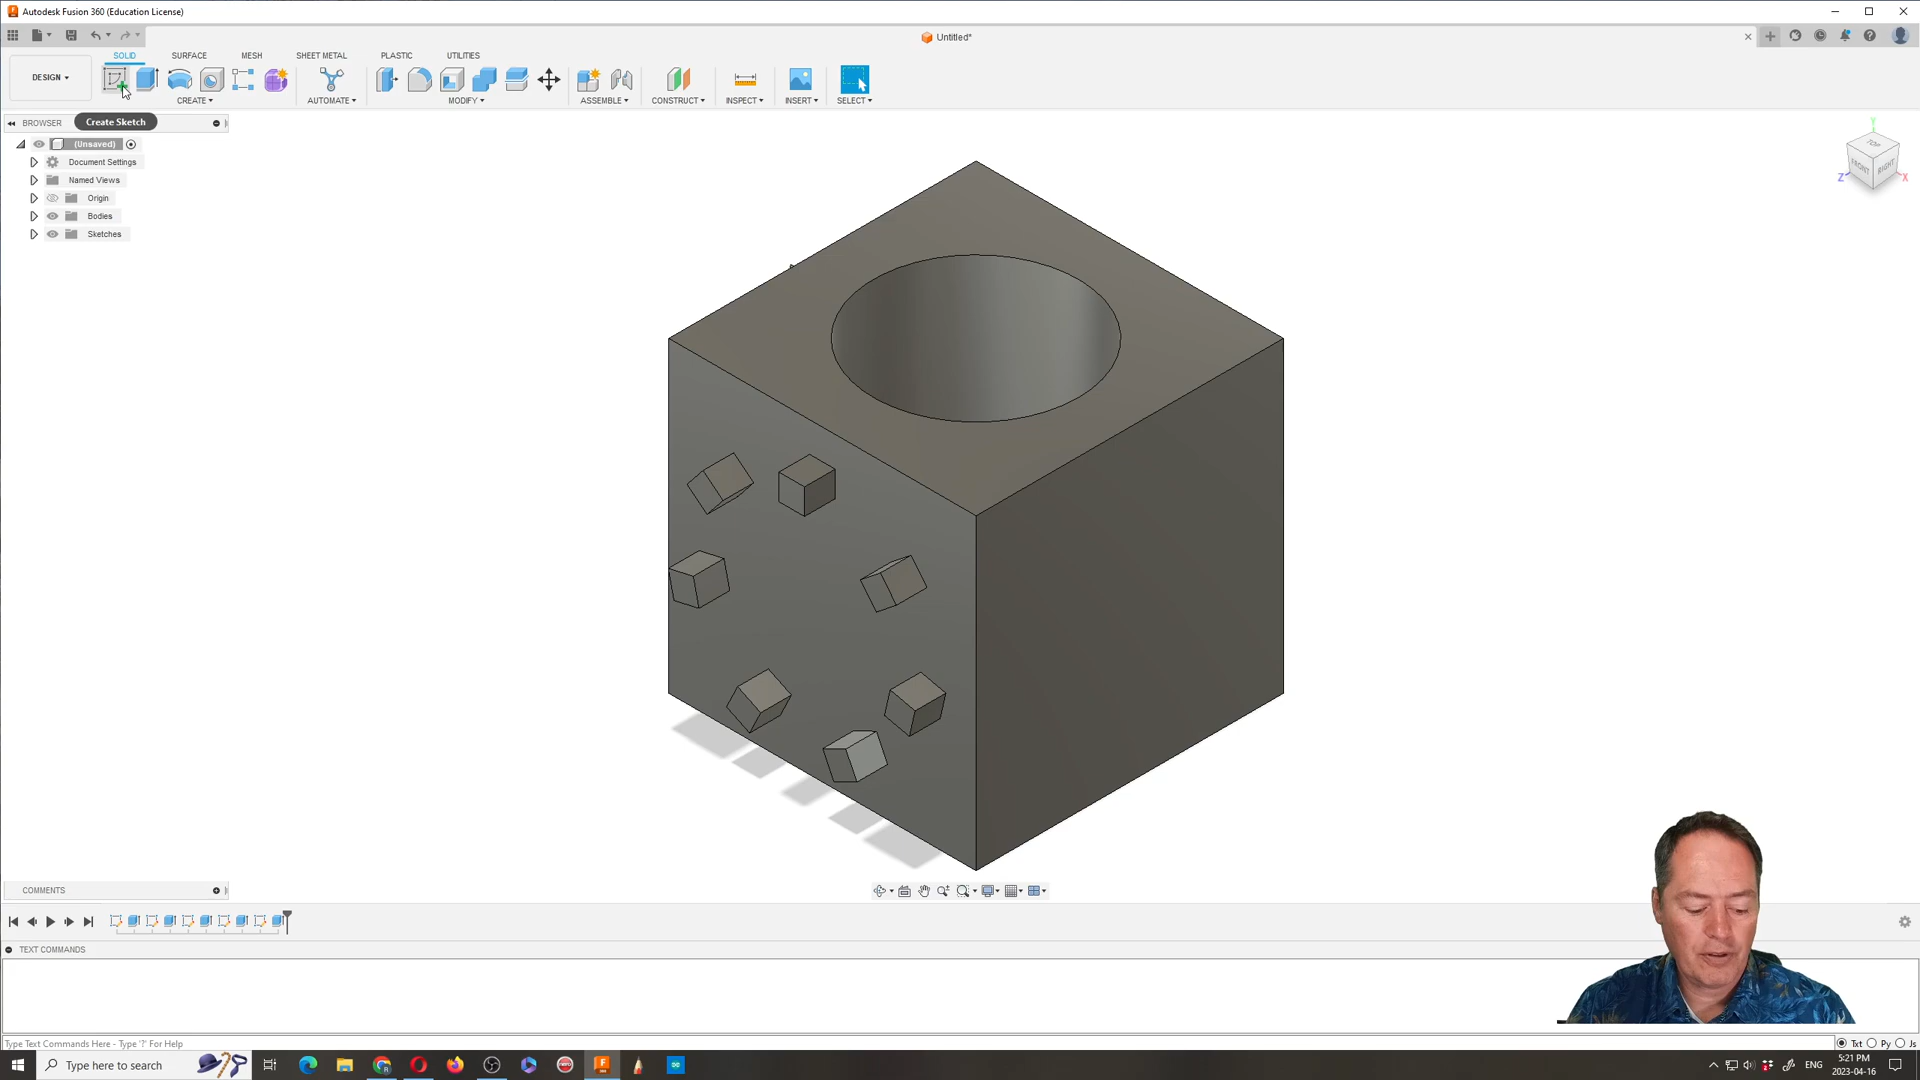 Autodesk Fusion 360 (Education License)
Untitled*
SOLID SURFACE MESH SHEET METAL PLASTIC UTILITIES
DESIGN ▾
CREATE ▾ AUTOMATE ▾ MODIFY ▾ ASSEMBLE ▾ CONSTRUCT ▾ INSPECT ▾ INSERT ▾ SELECT ▾
BROWSER
Create Sketch
(Unsaved)
Document Settings
Named Views
Origin
Bodies
Sketches
Y
TOP
FRONT RIGHT
Z X
COMMENTS
TEXT COMMANDS
Type Text Commands Here - Type '?' For Help
Txt Py Js
Type here to search
ENG
5:21 PM
2023-04-16